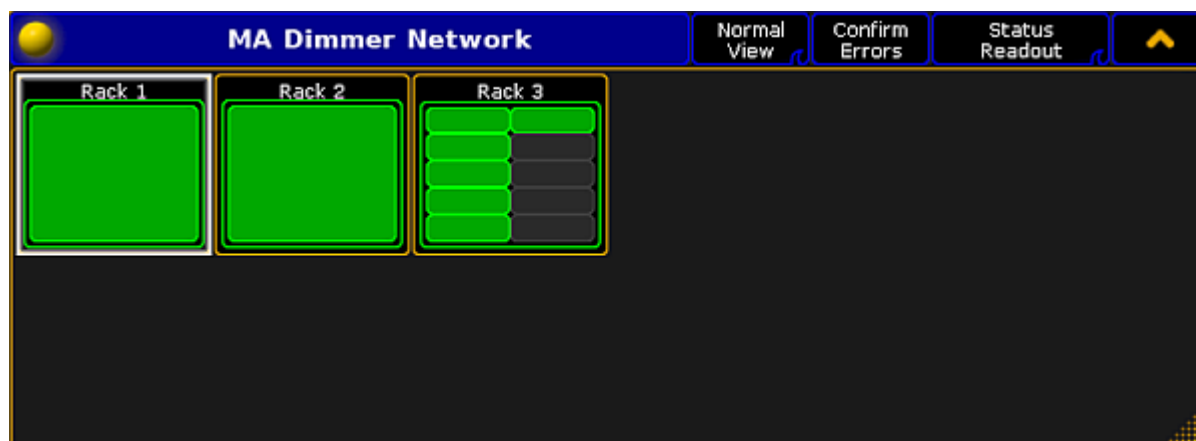 MA Dimmer Network
Normal
View
Confirm
Errors
Status
Readout
Rack 1
Rack 2
Rack 3